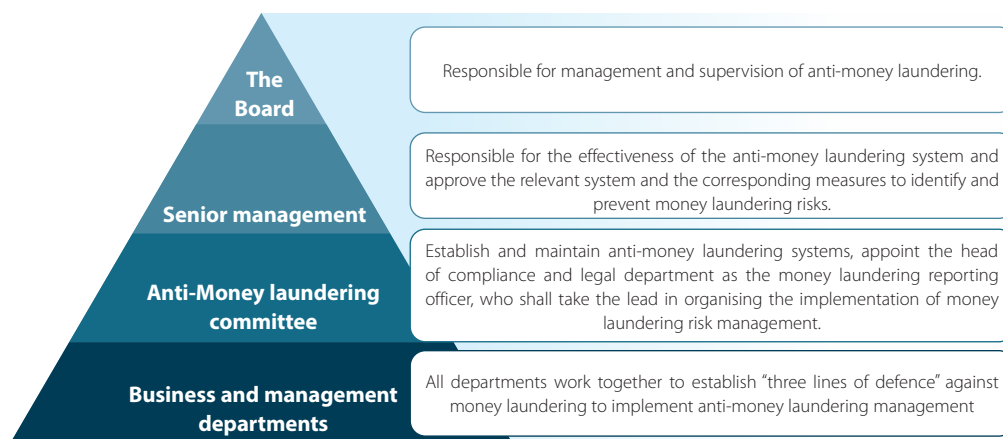 The
Board
Responsible for management and supervision of anti-money laundering.
Senior management
Responsible for the effectiveness of the anti-money laundering system and
approve the relevant system and the corresponding measures to identify and
prevent money laundering risks.
Anti-Money laundering
committee
Establish and maintain anti-money laundering systems, appoint the head
of compliance and legal department as the money laundering reporting
officer, who shall take the lead in organising the implementation of money
laundering risk management.
Business and management
departments
All departments work together to establish “three lines of defence” against
money laundering to implement anti-money laundering management